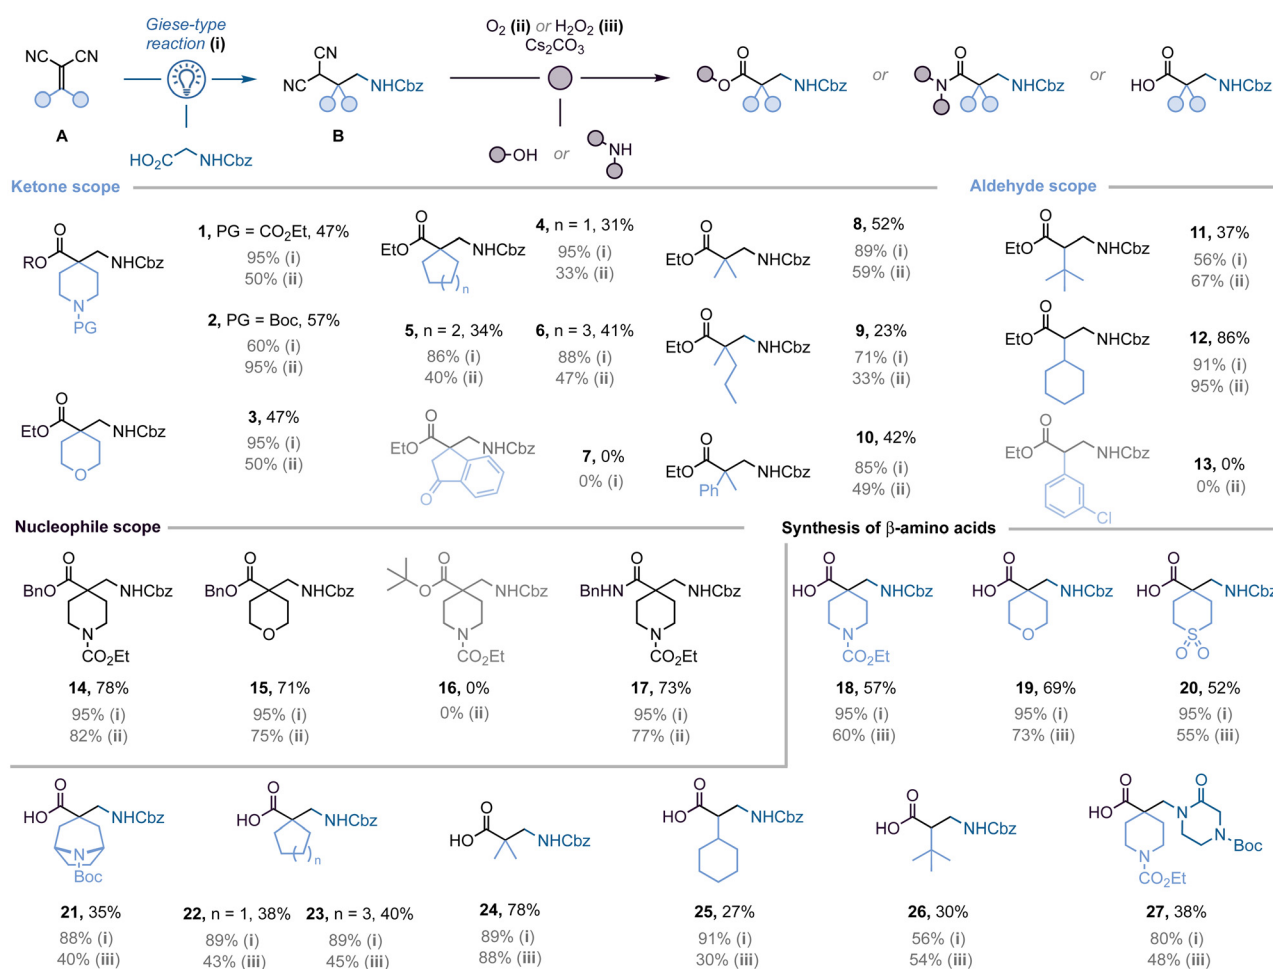 Giese-type
reaction (i)
O₂ (ii) or H₂O₂ (iii)
Cs₂CO₃
NC CN
A
HO₂C NHCbz
CN
NC NHCbz
B
OH or NH
O
O NHCbz
or
O
N NHCbz
or
O
HO NHCbz
Ketone scope
Aldehyde scope
O
RO NHCbz
N
PG
1, PG = CO₂Et, 47%
95% (i)
50% (ii)
2, PG = Boc, 57%
60% (i)
95% (ii)
O
EtO NHCbz
O
3, 47%
95% (i)
50% (ii)
O
EtO NHCbz
n
4, n = 1, 31%
95% (i)
33% (ii)
5, n = 2, 34%
86% (i)
40% (ii)
6, n = 3, 41%
88% (i)
47% (ii)
O
EtO NHCbz
O
7, 0%
0% (i)
O
EtO NHCbz
8, 52%
89% (i)
59% (ii)
O
EtO NHCbz
9, 23%
71% (i)
33% (ii)
O
EtO NHCbz
Ph
10, 42%
85% (i)
49% (ii)
O
EtO NHCbz
11, 37%
56% (i)
67% (ii)
O
EtO NHCbz
12, 86%
91% (i)
95% (ii)
O
EtO NHCbz
Cl
13, 0%
0% (ii)
Nucleophile scope
O
BnO NHCbz
N
CO₂Et
14, 78%
95% (i)
82% (ii)
O
BnO NHCbz
O
15, 71%
95% (i)
75% (ii)
O
O NHCbz
N
CO₂Et
16, 0%
0% (ii)
O
BnHN NHCbz
N
CO₂Et
17, 73%
95% (i)
77% (ii)
Synthesis of β-amino acids
O
HO NHCbz
N
CO₂Et
18, 57%
95% (i)
60% (iii)
O
HO NHCbz
O
19, 69%
95% (i)
73% (iii)
O
HO NHCbz
S
O O
20, 52%
95% (i)
55% (iii)
O
HO NHCbz
N
Boc
21, 35%
88% (i)
40% (iii)
O
HO NHCbz
n
22, n = 1, 38%
89% (i)
43% (iii)
23, n = 3, 40%
89% (i)
45% (iii)
O
HO NHCbz
24, 78%
89% (i)
88% (iii)
O
HO NHCbz
25, 27%
91% (i)
30% (iii)
O
HO NHCbz
26, 30%
56% (i)
54% (iii)
O
HO N O
N
Boc
N
CO₂Et
27, 38%
80% (i)
48% (iii)